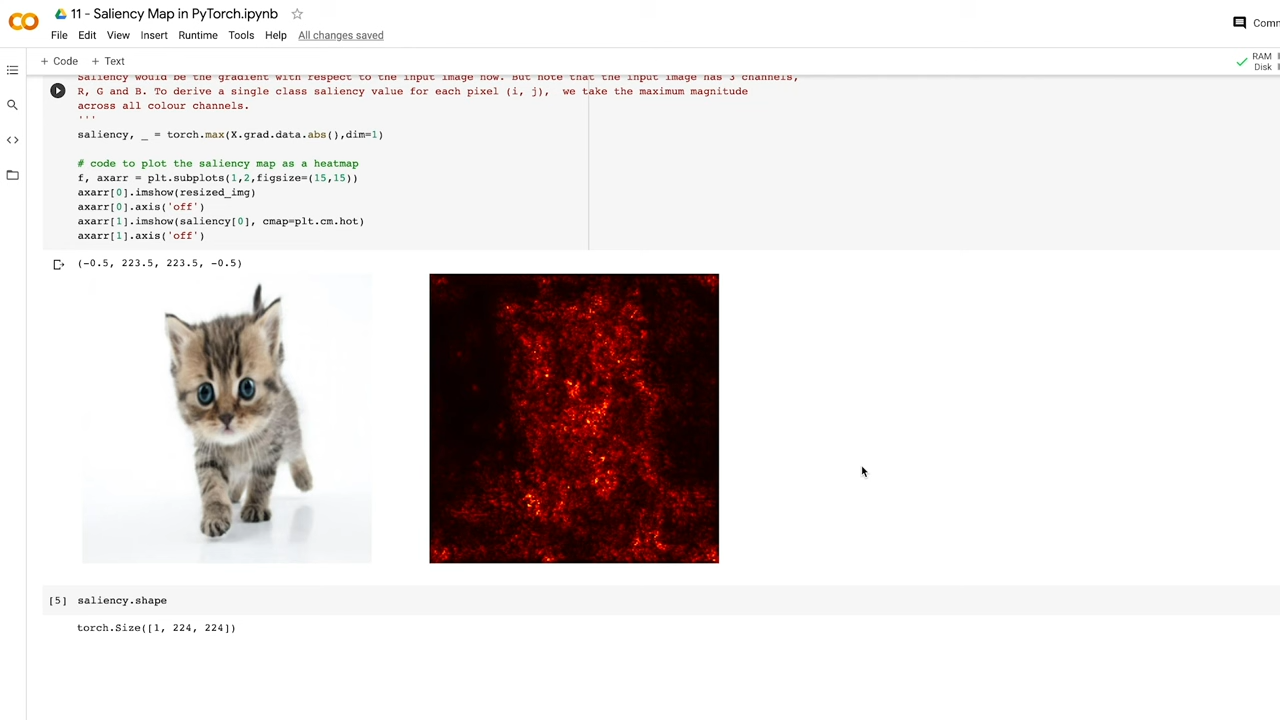 11 - Saliency Map in PyTorch.ipynb
File Edit View Insert Runtime Tools Help All changes saved
+ Code + Text
RAM
Disk
Saliency would be the gradient with respect to the input image now. But note that the input image has 3 channels,
R, G and B. To derive a single class saliency value for each pixel (i, j),  we take the maximum magnitude
across all colour channels.
'''
saliency, _ = torch.max(X.grad.data.abs(),dim=1)
# code to plot the saliency map as a heatmap
f, axarr = plt.subplots(1,2,figsize=(15,15))
axarr[0].imshow(resized_img)
axarr[0].axis('off')
axarr[1].imshow(saliency[0], cmap=plt.cm.hot)
axarr[1].axis('off')
(-0.5, 223.5, 223.5, -0.5)
[5] saliency.shape
torch.Size([1, 224, 224])